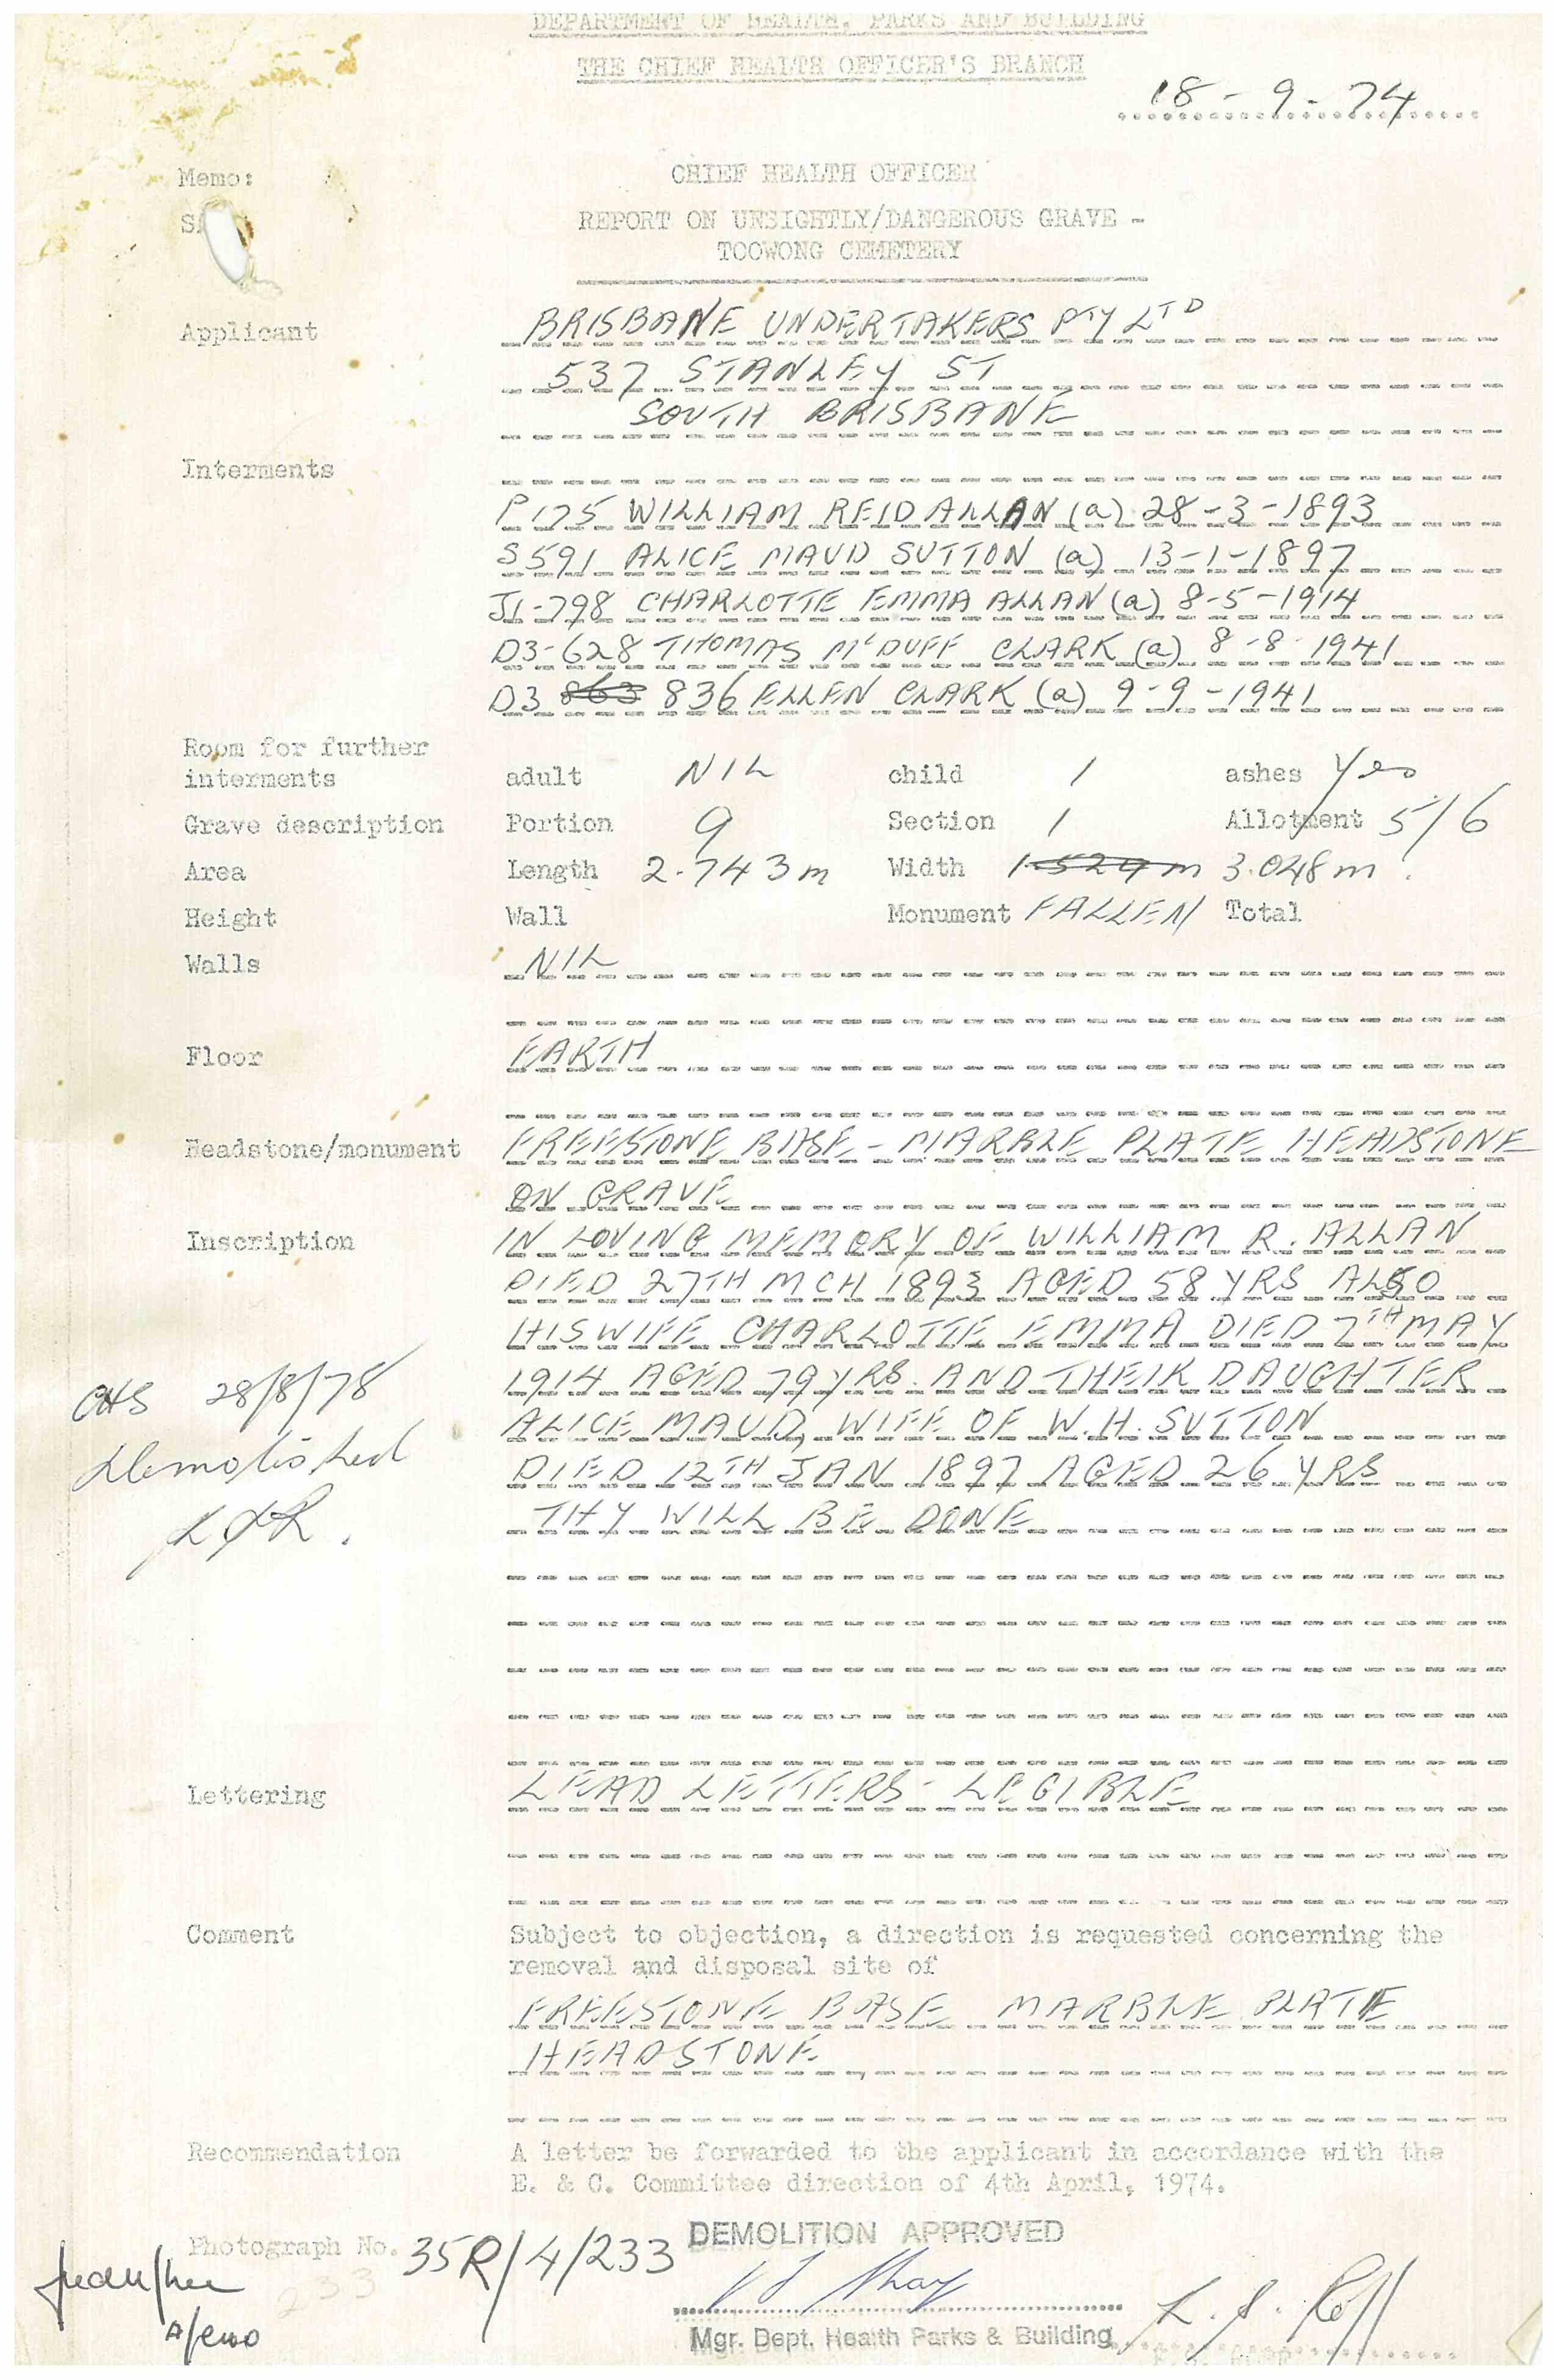 DEPARTMENT OF HEALTH, PARKS AND BUILDING
THE CHIEF HEALTH OFFICER'S BRANCH
18-9-74
Memo: CHIEF HEALTH OFFICER
REPORT ON UNSIGHTLY/DANGEROUS GRAVE -
TOOWONG CEMETERY
Applicant BRISBANE UNDERTAKERS PTY LTD
537 STANLEY ST
SOUTH BRISBANE
Interments
P175 WILLIAM REID ALLAN (a) 28-3-1893
S591 ALICE MAUD SUTTON (a) 13-1-1897
J1-798 CHARLOTTE EMMA ALLAN (a) 8-5-1914
D3-628 THOMAS McDUFF CLARK (a) 8-8-1941
D3 863 836 ELLEN CLARK (a) 9-9-1941
Room for further
interments adult NIL child 1 ashes Yes
Grave description Portion 9 Section 1 Allotment 5/6
Area Length 2.743m Width 1.524m 3.048m.
Height Wall Monument FALLEN Total
Walls NIL
Floor EARTH
Headstone/monument FREESTONE BASE - MARBLE PLATE HEADSTONE
ON GRAVE
Inscription IN LOVING MEMORY OF WILLIAM R. ALLAN
DIED 27TH MCH 1893 AGED 58 YRS ALSO
HIS WIFE CHARLOTTE EMMA DIED 7TH MAY
1914 AGED 79 YRS. AND THEIR DAUGHTER
ALICE MAUD, WIFE OF W.H. SUTTON
DIED 12TH JAN 1897 AGED 26 YRS
THY WILL BE DONE
28/8/78
Demolished
Lettering LEAD LETTERS - LEGIBLE
Comment Subject to objection, a direction is requested concerning the
removal and disposal site of
FREESTONE BASE MARBLE PLATE
HEADSTONE
Recommendation A letter be forwarded to the applicant in accordance with the
E. & C. Committee direction of 4th April, 1974.
Photograph No. 35R/4/233
233
DEMOLITION APPROVED
Mgr. Dept. Health Parks & Building